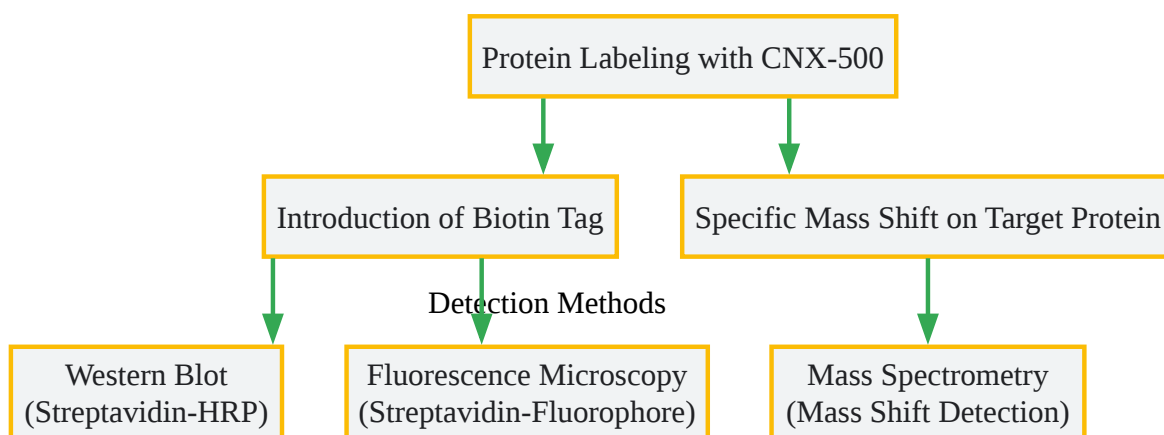 Protein Labeling with CNX-500
Introduction of Biotin Tag
Specific Mass Shift on Target Protein
Detection Methods
Western Blot
(Streptavidin-HRP)
Fluorescence Microscopy
(Streptavidin-Fluorophore)
Mass Spectrometry
(Mass Shift Detection)